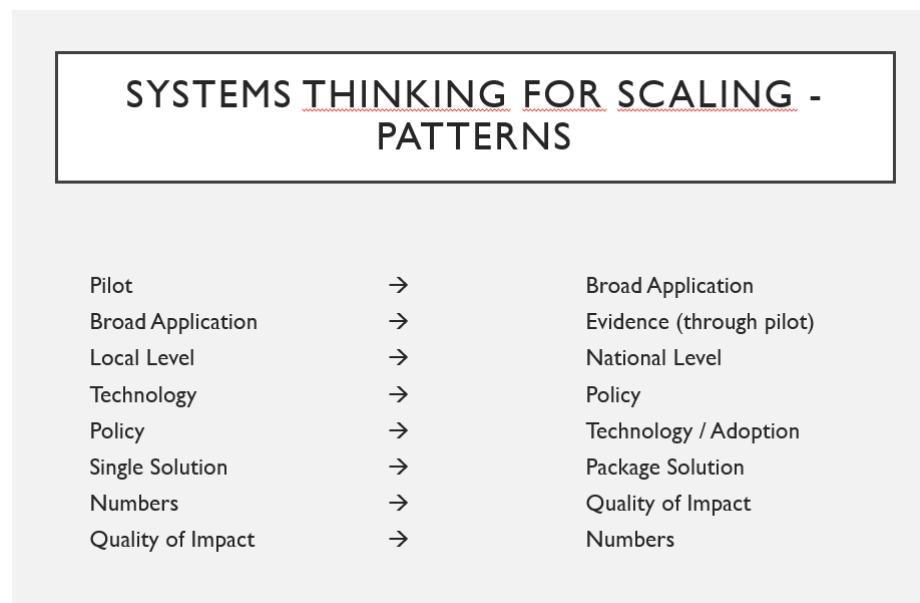 SYSTEMS THINKING FOR SCALING -
PATTERNS
Pilot → Broad Application
Broad Application → Evidence (through pilot)
Local Level → National Level
Technology → Policy
Policy → Technology / Adoption
Single Solution → Package Solution
Numbers → Quality of Impact
Quality of Impact → Numbers